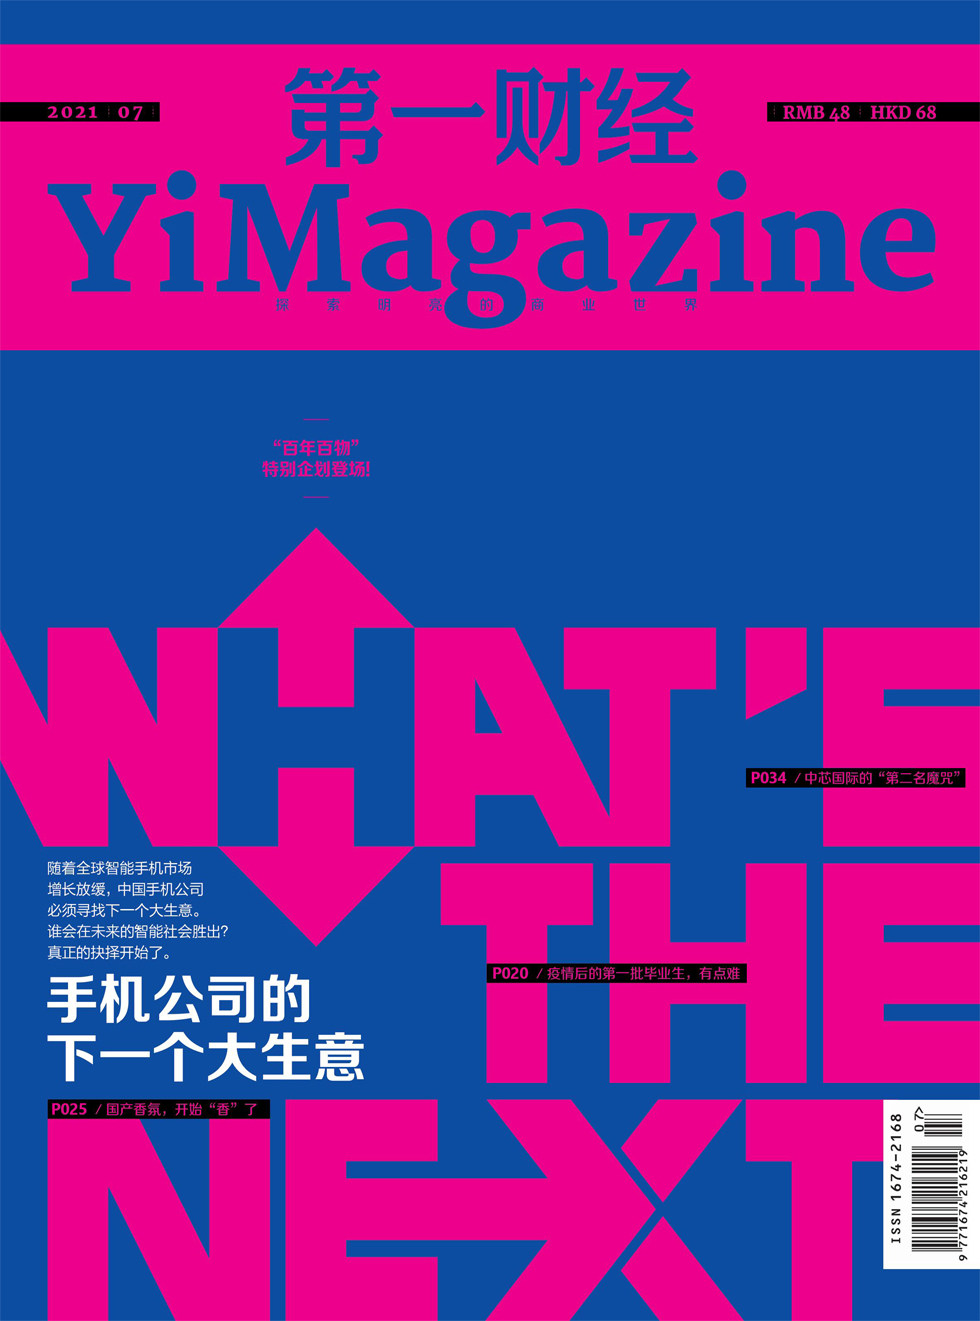 第一财经
2021 07
RMB 48 HKD 68
YiMagazine
探索明亮的商业世界
“百年百物”
特别企划登场!
WHAT'E
P034 / 中芯国际的“第二名魔咒”
THE
P020 / 疫情后的第一批毕业生，有点难
随着全球智能手机市场
增长放缓，中国手机公司
必须寻找下一个大生意。
谁会在未来的智能社会胜出？
真正的抉择开始了。
手机公司的
下一个大生意
P025 / 国产香氛，开始“香”了
NEXT
ISSN 1674-2168
07>
9 771674 216219